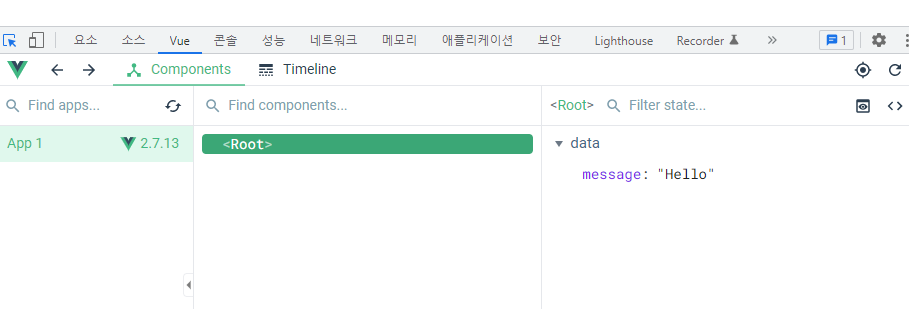 요소 소스 Vue 콘솔 성능 네트워크 메모리 애플리케이션 보안 Lighthouse Recorder » 1
Components Timeline
Find apps... Find components... <Root> Filter state...
App 1 2.7.13 <Root> data
message: "Hello"